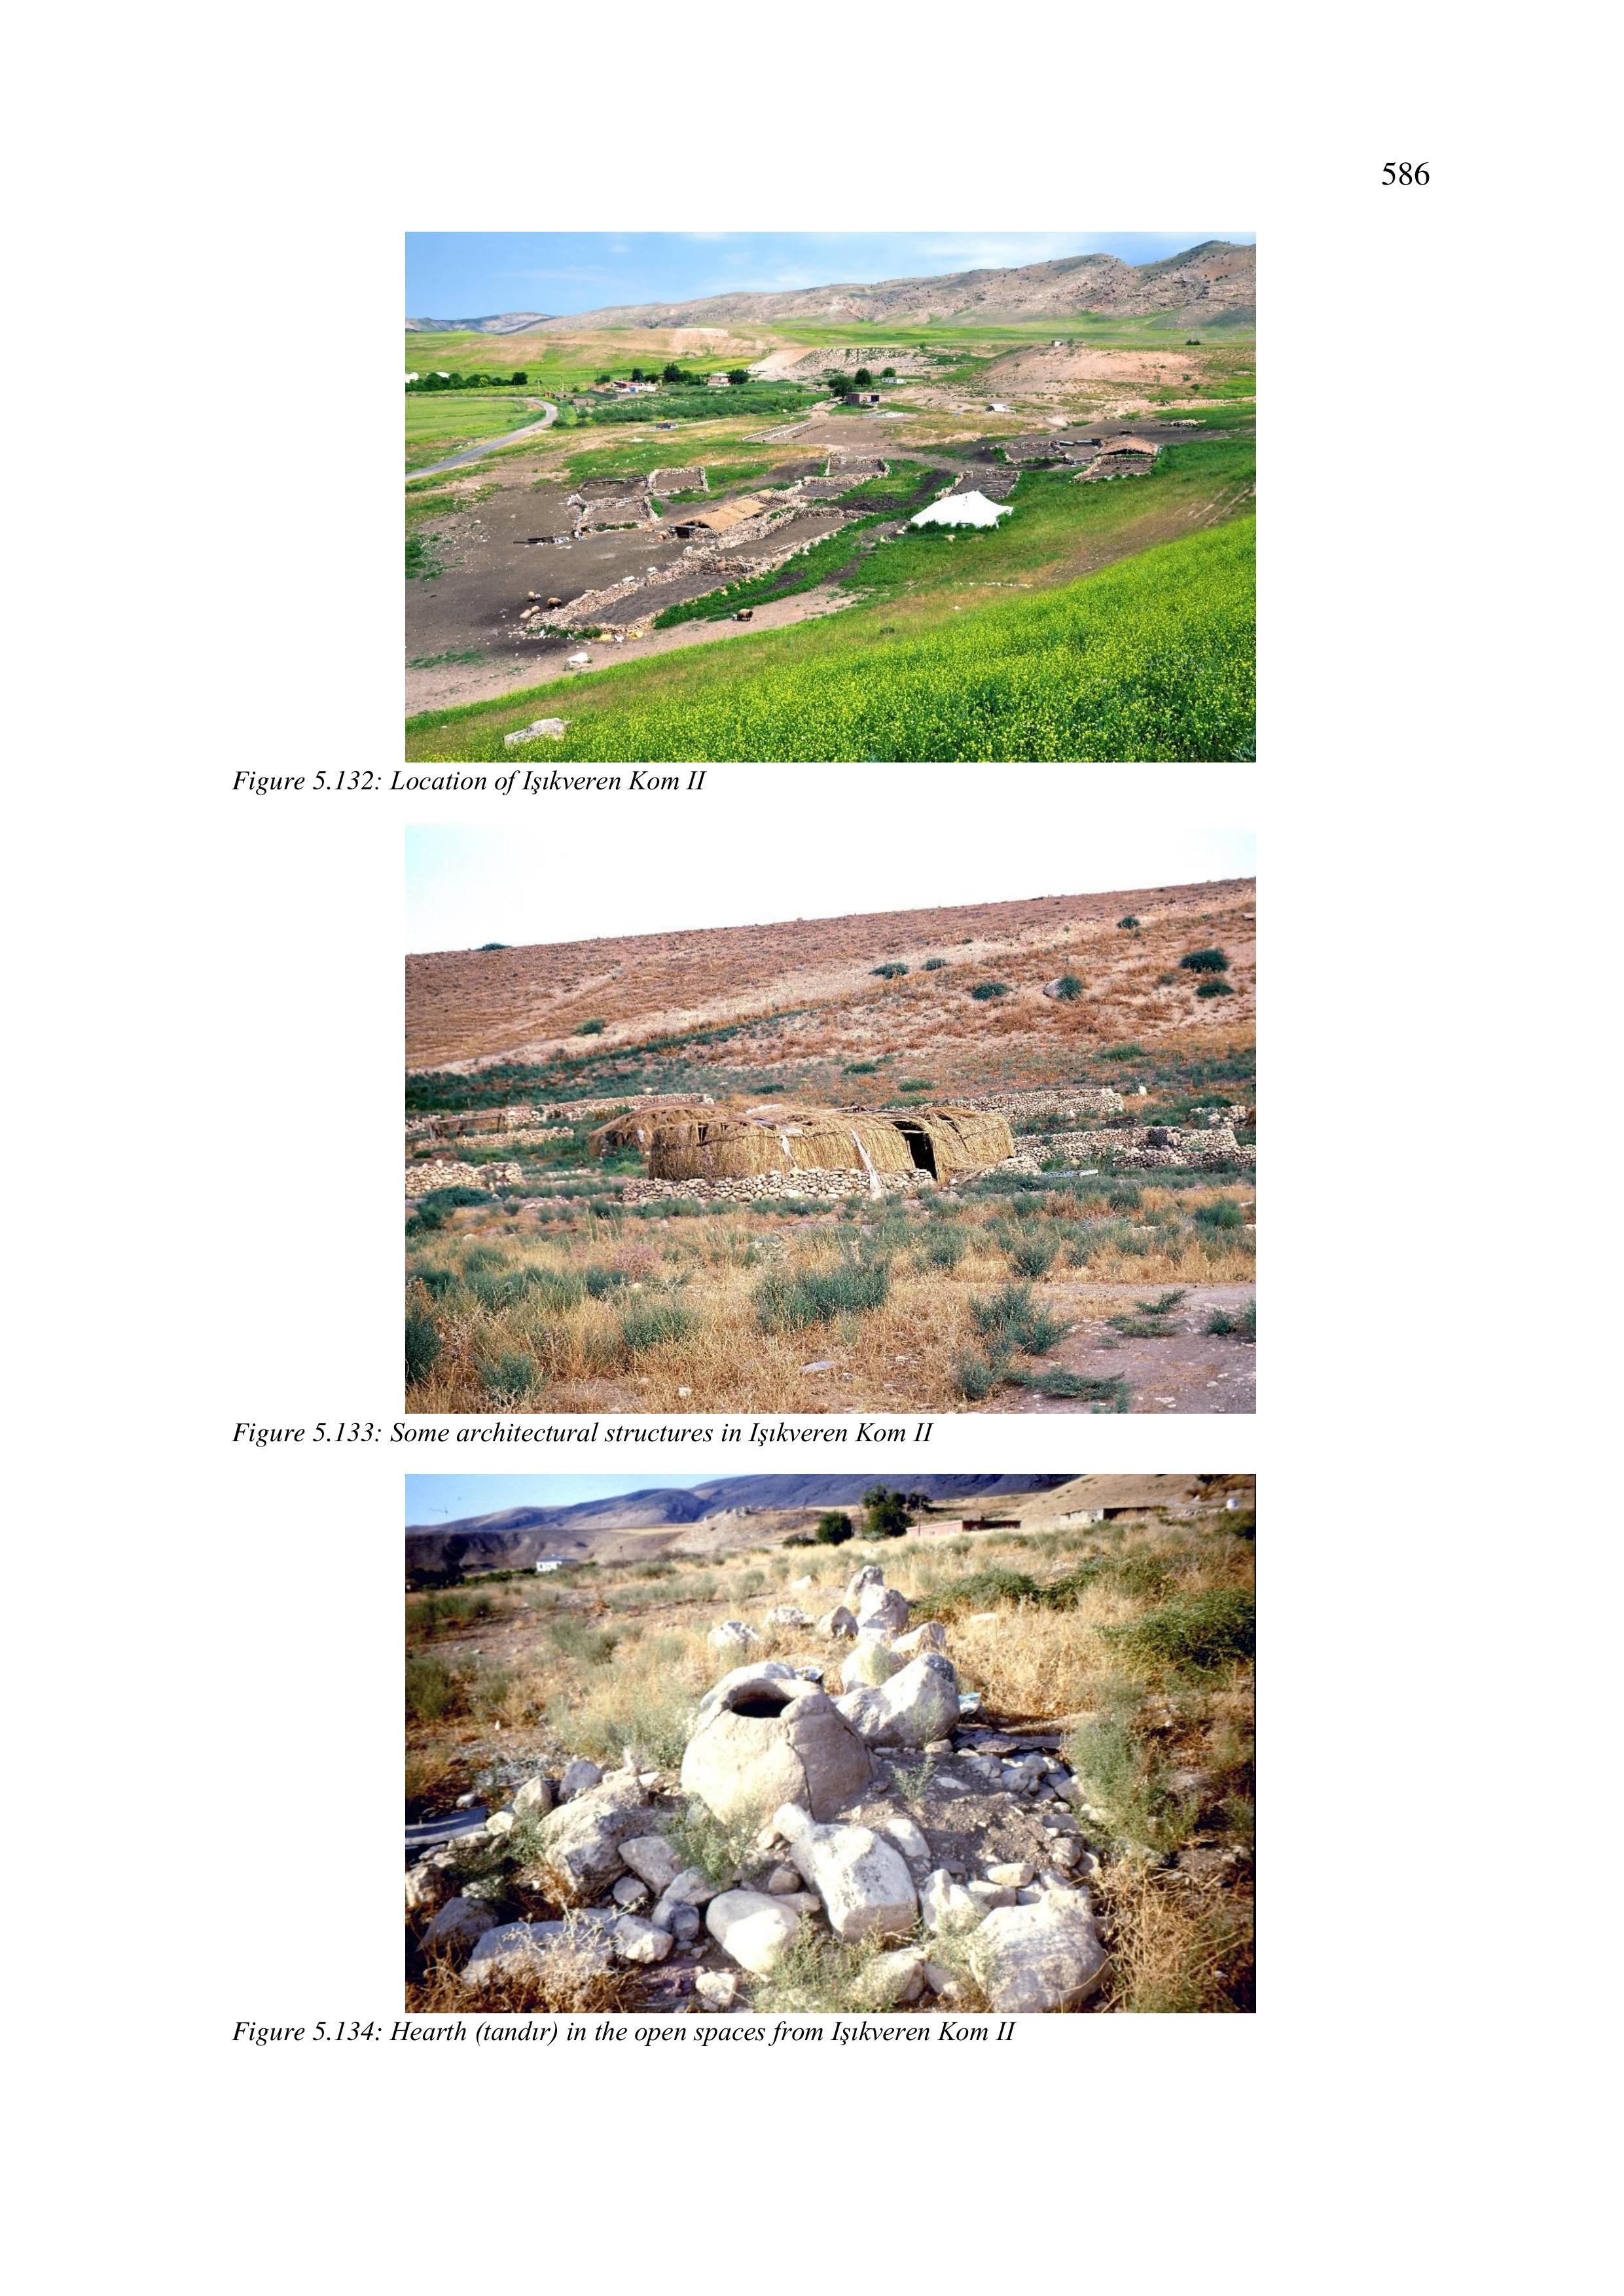 586
Figure 5.132: Location of Işıkveren Kom II
Figure 5.133: Some architectural structures in Işıkveren Kom II
Figure 5.134: Hearth (tandır) in the open spaces from Işıkveren Kom II